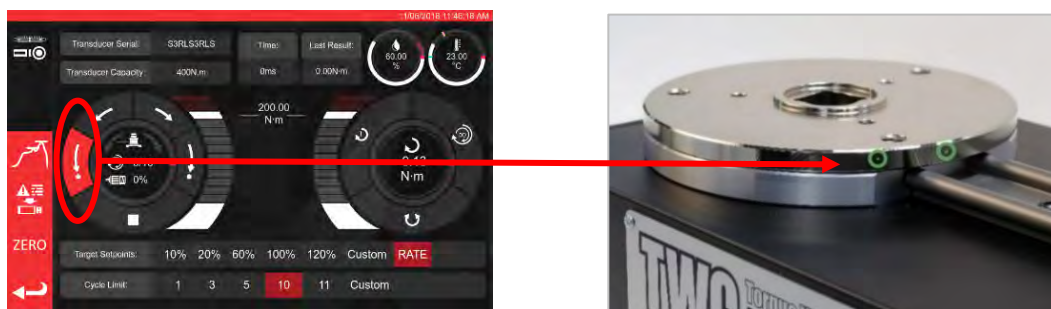 11/06/2018 11:46:18 AM
Transducer Serial: S3RLS3RLS
Time: Last Result:
60.00 %
23.00 °C
Transducer Capacity: 400N.m
0ms 0.00N·m
200.00
N·m
0%
N·m
ZERO
Target Setpoints: 10% 20% 60% 100% 120% Custom RATE
Cycle Limit: 1 3 5 10 11 Custom
TWC